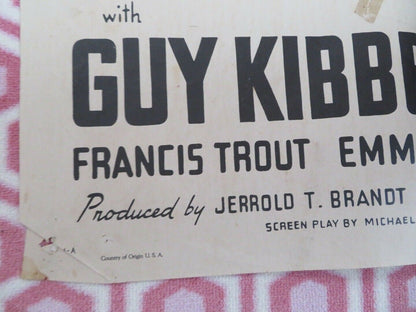 with
GUY KIBB
FRANCIS TROUT EMM
Produced by JERROLD T. BRANDT
SCREEN PLAY BY MICHAEL
-A
Country of Origin U.S.A.